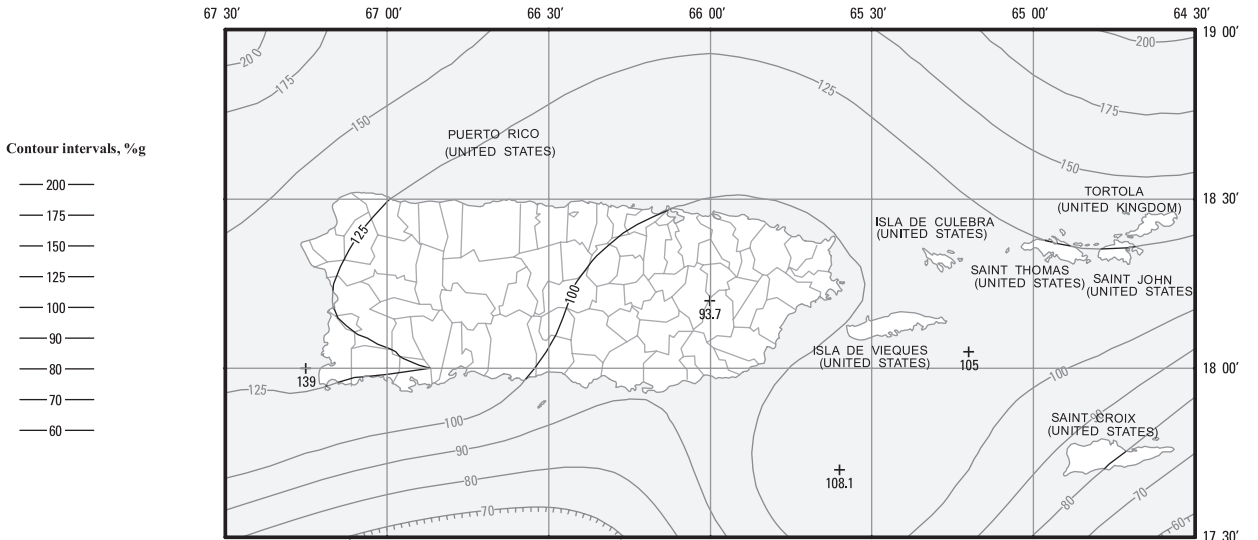 67 30′ 67 00′ 66 30′ 66 00′ 65 30′ 65 00′ 64 30′
19 00′
200
200
175
125
175
150
PUERTO RICO
(UNITED STATES)
Contour intervals, %g
150
200
175
150
125
100
90
80
70
60
TORTOLA
(UNITED KINGDOM)
18 30′
ISLA DE CULEBRA
(UNITED STATES)
125
SAINT THOMAS
(UNITED STATES)
SAINT JOHN
(UNITED STATES
100
93.7
ISLA DE VIEQUES
(UNITED STATES)
105
139
18 00′
125
100
100
90
SAINT CROIX
(UNITED STATES)
90
80
108.1
70
80
70
60
17 30′